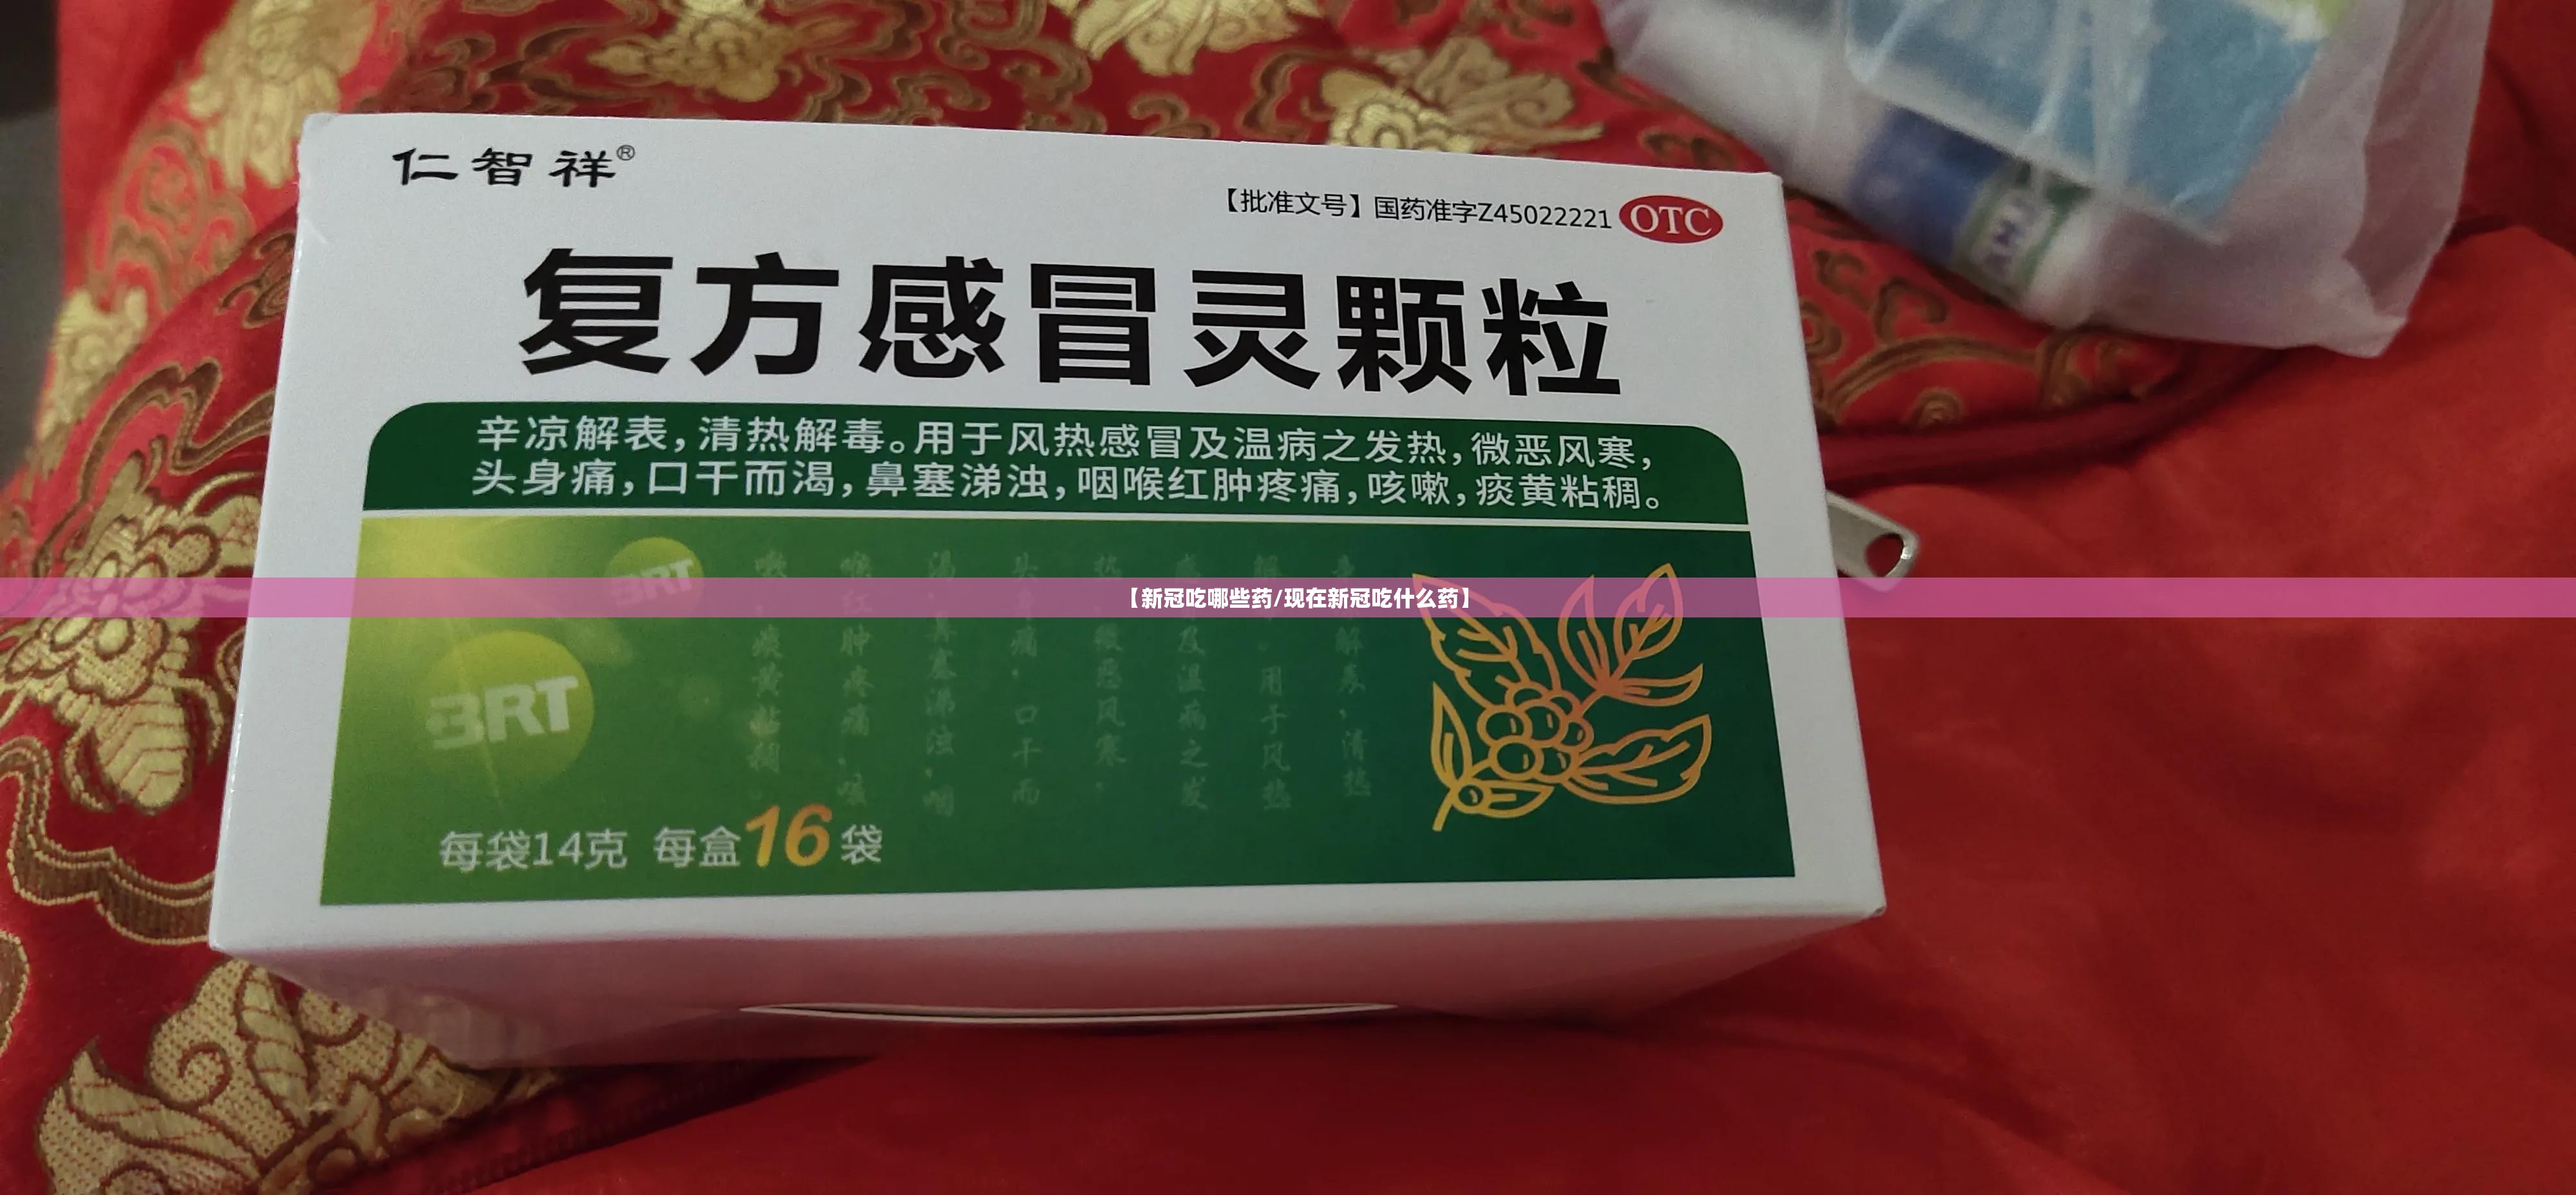 仁智祥®
【批准文号】国药准字Z45022221 OTC
复方感冒灵颗粒
辛凉解表，清热解毒。用于风热感冒及温病之发热，微恶风寒，
头身痛，口干而渴，鼻塞涕浊，咽喉红肿疼痛，咳嗽，痰黄粘稠。
BRT
【新冠吃哪些药/现在新冠吃什么药】
BRT
每袋14克 每盒16袋